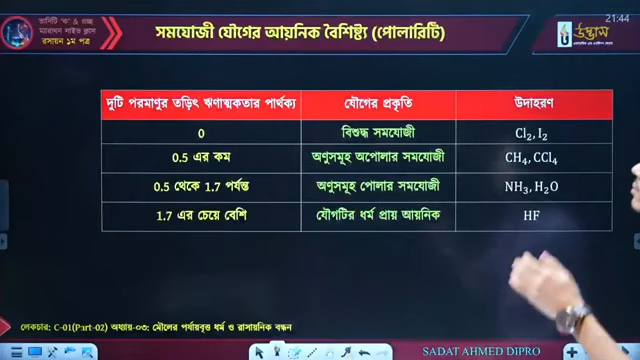 ভার্সিটি 'ক' & গুচ্ছ
ম্যারাথন লাইভ ক্লাস
রসায়ন ১ম পত্র
সমযোজী যৌগের আয়নিক বৈশিষ্ট্য (পোলারিটি)
21:44
উদ্ভাস
দুটি পরমাণুর তড়িৎ ঋণাত্মকতার পার্থক্য যৌগের প্রকৃতি উদাহরণ
0 বিশুদ্ধ সমযোজী Cl₂, I₂
0.5 এর কম অণুসমূহ অপোলার সমযোজী CH₄, CCl₄
0.5 থেকে 1.7 পর্যন্ত অণুসমূহ পোলার সমযোজী NH₃, H₂O
1.7 এর চেয়ে বেশি যৌগটির ধর্ম প্রায় আয়নিক HF
লেকচার: C-01(Part-02) অধ্যায়-০৩: মৌলের পর্যায়বৃত্ত ধর্ম ও রাসায়নিক বন্ধন
SADAT AHMED DIPRO